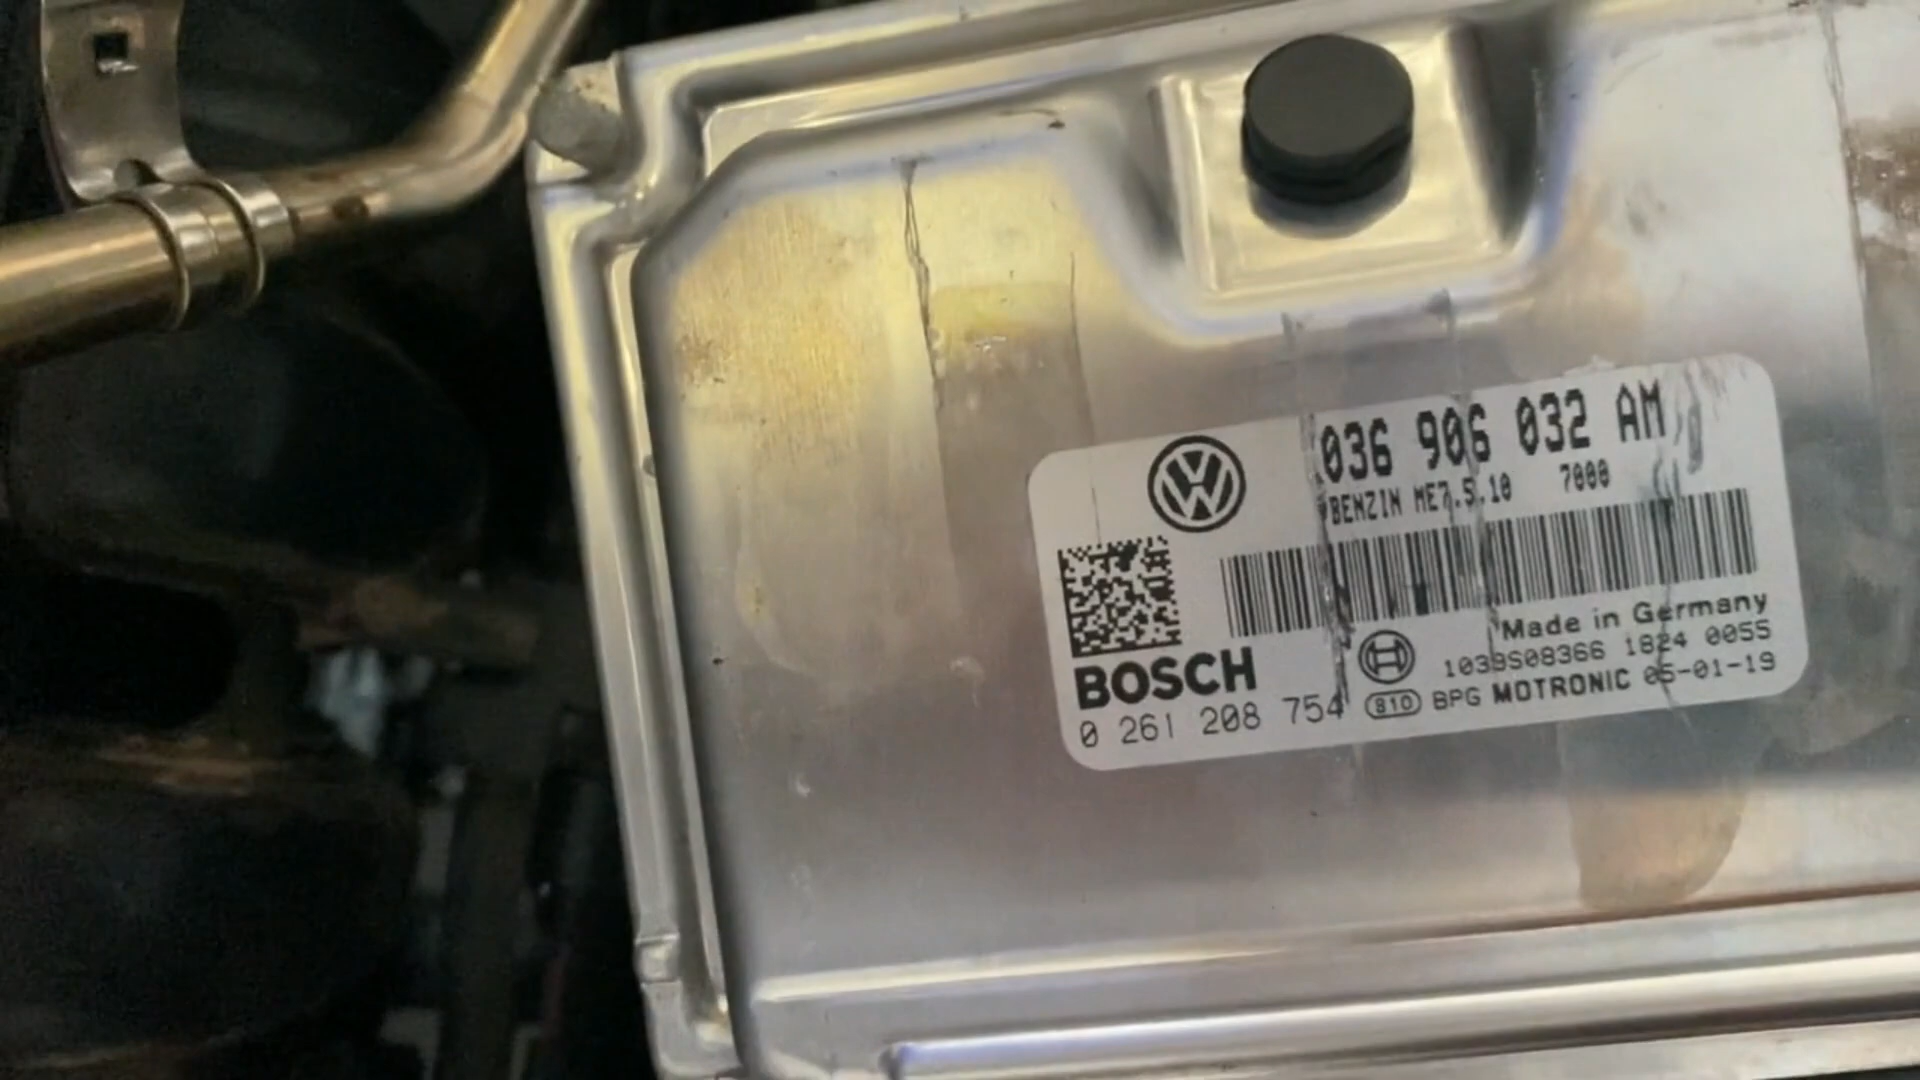 036 906 032 AM
BENZIN ME7.5.10 7000
Made in Germany
1039S08366 1824 0055
BOSCH
810 BPG MOTRONIC 05-01-19
0 261 208 754